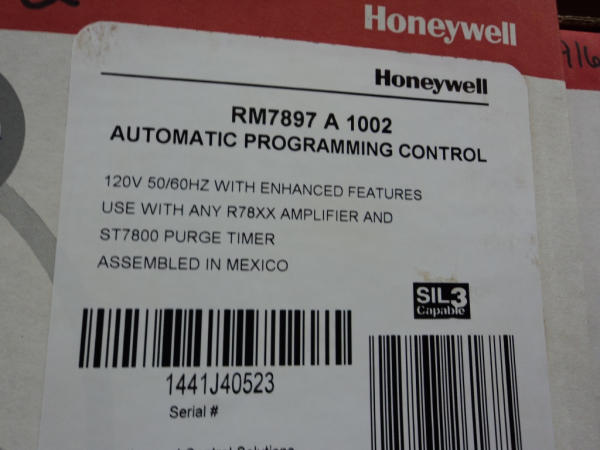 Honeywell
Honeywell
RM7897 A 1002
AUTOMATIC PROGRAMMING CONTROL
120V 50/60HZ WITH ENHANCED FEATURES
USE WITH ANY R78XX AMPLIFIER AND
ST7800 PURGE TIMER
ASSEMBLED IN MEXICO
SIL3
Capable
1441J40523
Serial #